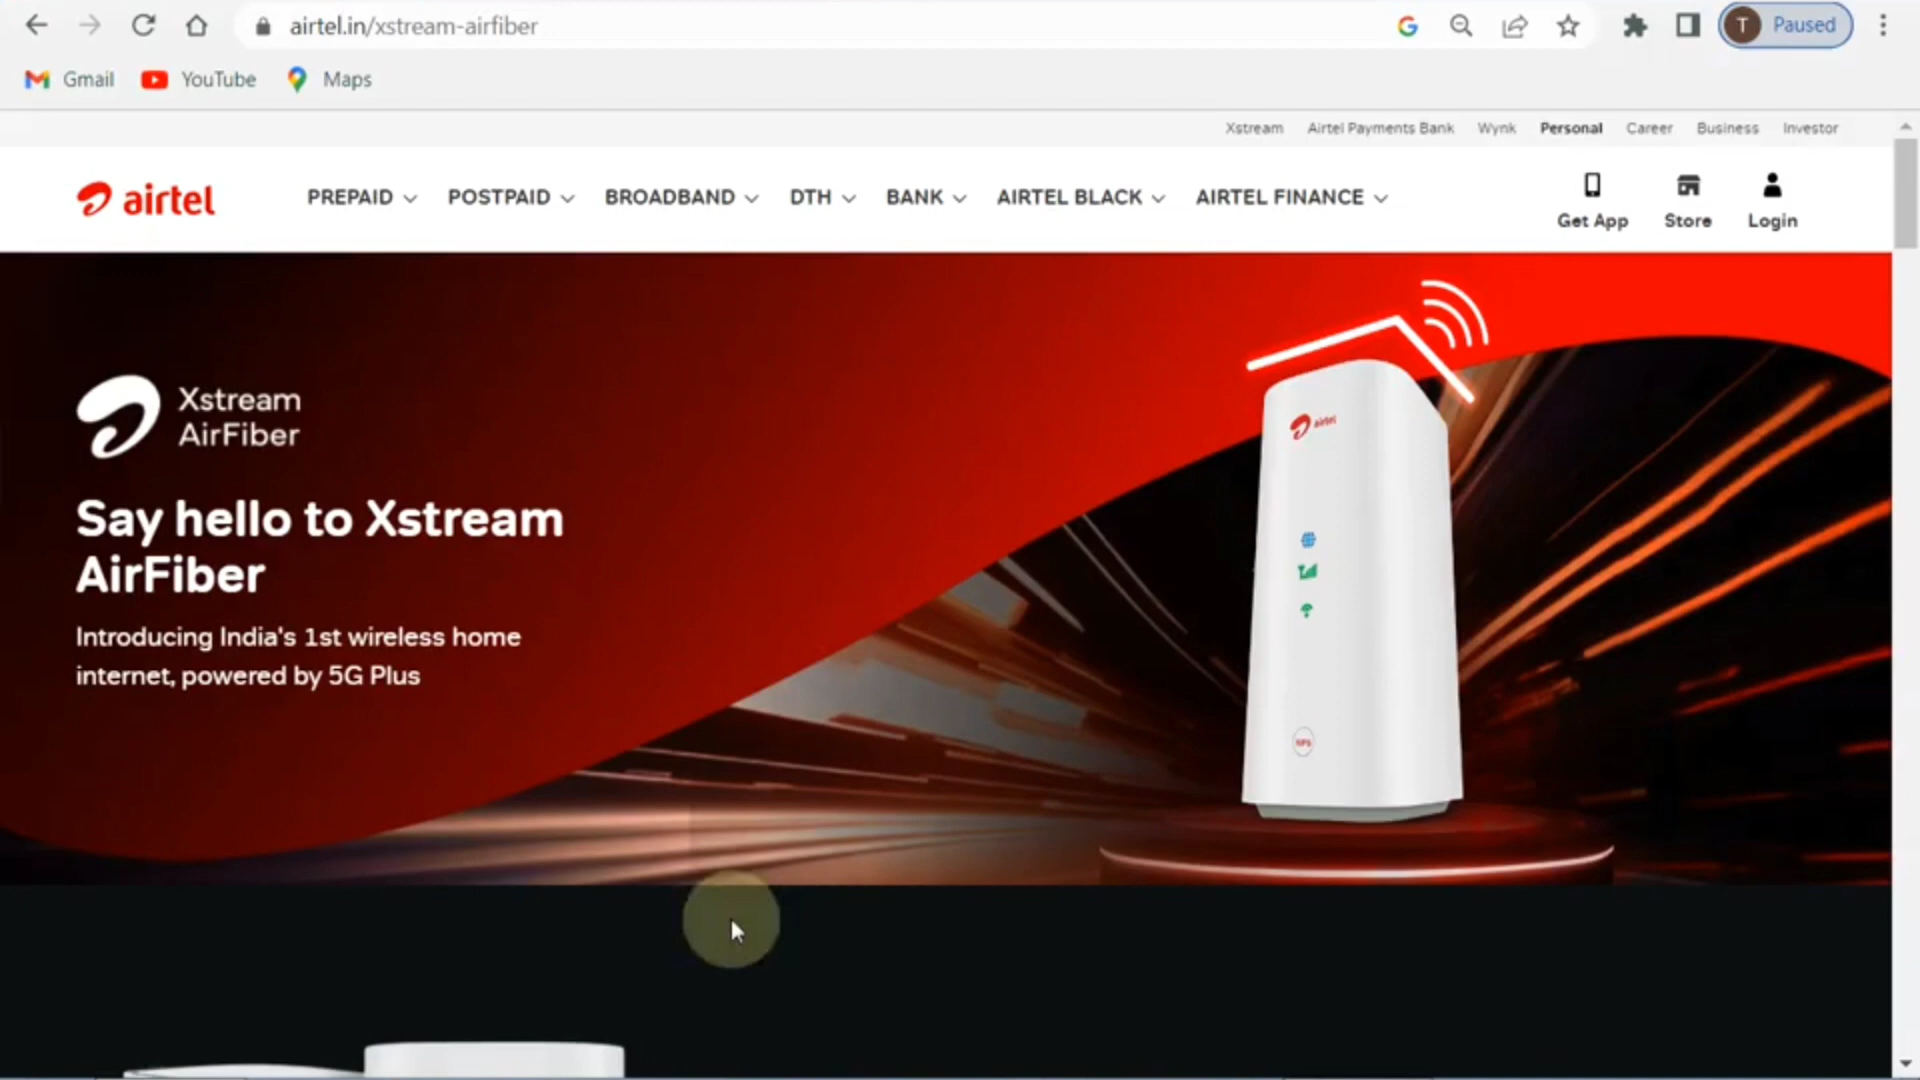 airtel.in/xstream-airfiber
T Paused
Gmail YouTube Maps
Xstream Airtel Payments Bank Wynk Personal Career Business Investor
airtel PREPAID POSTPAID BROADBAND DTH BANK AIRTEL BLACK AIRTEL FINANCE
Get App Store Login
Xstream
AirFiber
Say hello to Xstream
AirFiber
Introducing India's 1st wireless home
internet, powered by 5G Plus
airtel